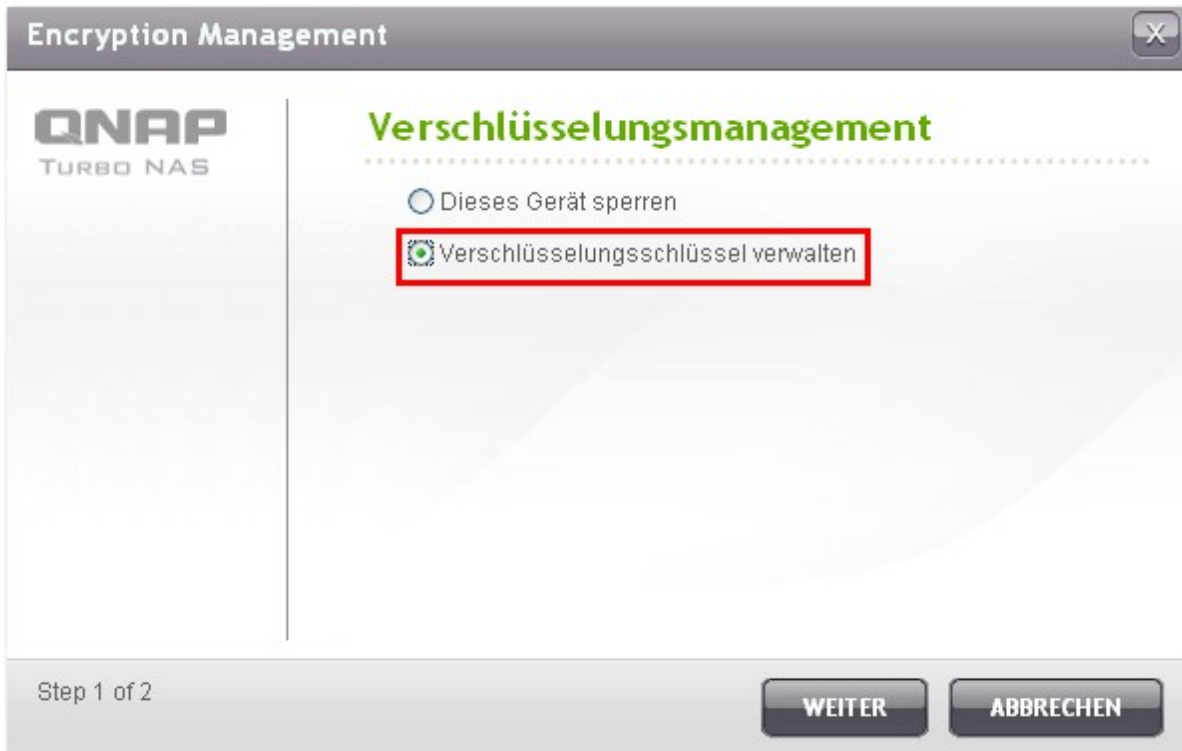 Encryption Management
X
QNAP
TURBO NAS
Verschlüsselungsmanagement
Dieses Gerät sperren
Verschlüsselungsschlüssel verwalten
Step 1 of 2
WEITER
ABBRECHEN